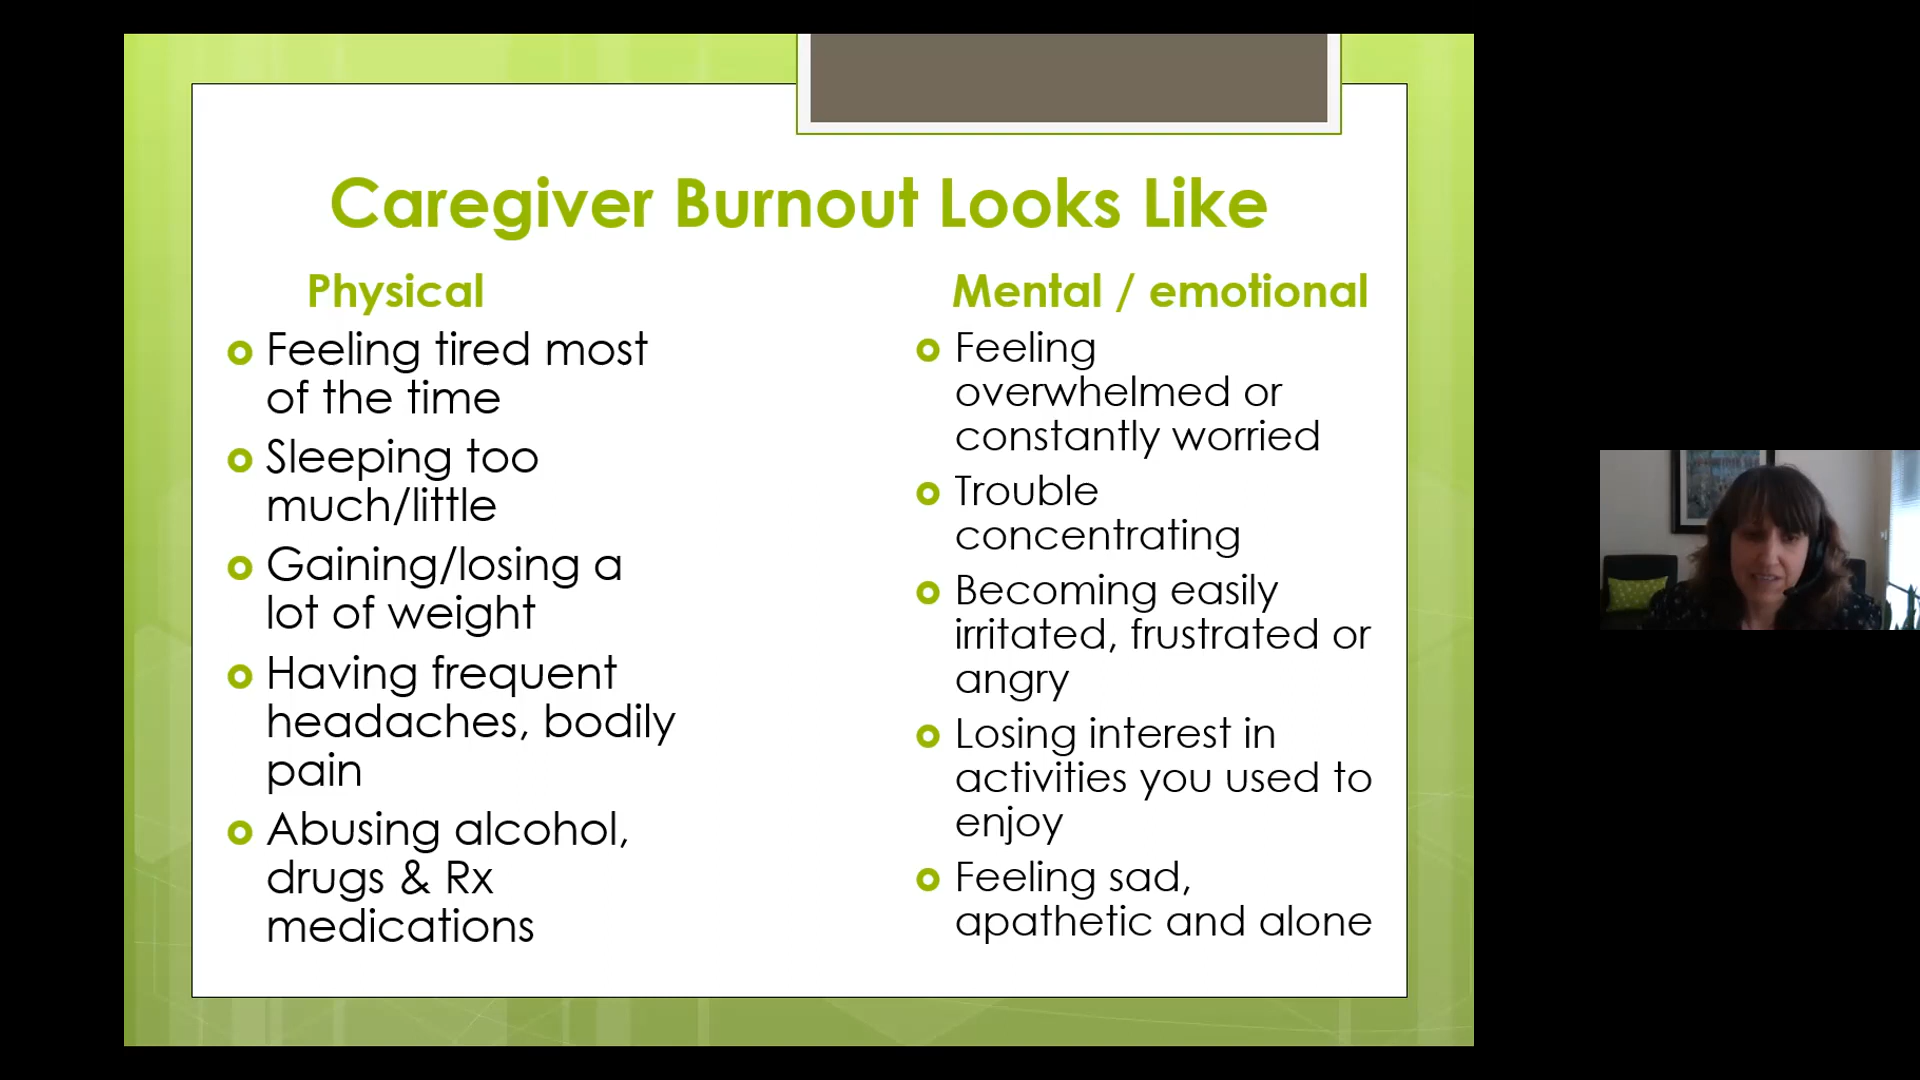 Caregiver Burnout Looks Like
Physical
Feeling tired most
of the time
Sleeping too
much/little
Gaining/losing a
lot of weight
Having frequent
headaches, bodily
pain
Abusing alcohol,
drugs & Rx
medications
Mental / emotional
Feeling
overwhelmed or
constantly worried
Trouble
concentrating
Becoming easily
irritated, frustrated or
angry
Losing interest in
activities you used to
enjoy
Feeling sad,
apathetic and alone